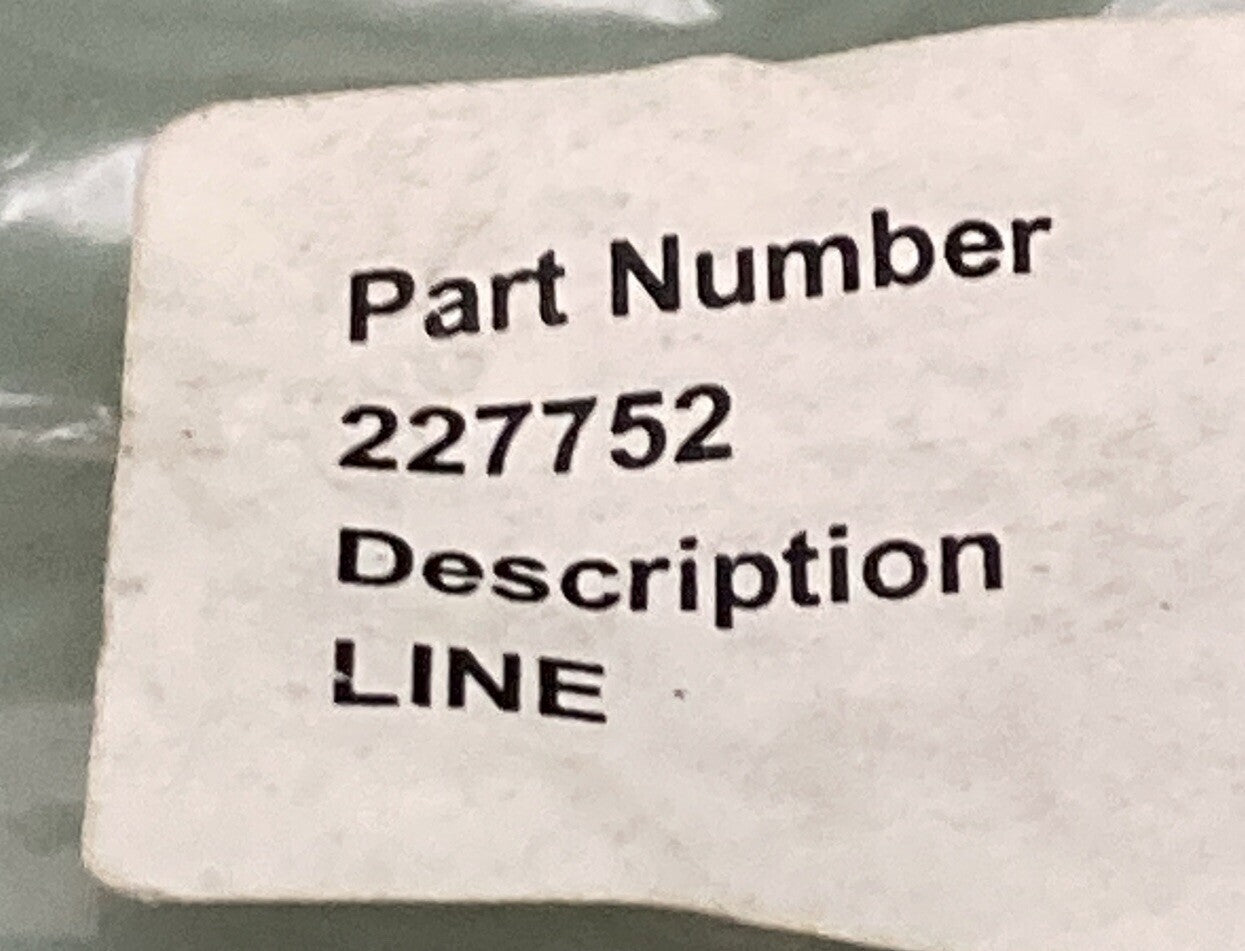 Part Number
227752
Description
LINE